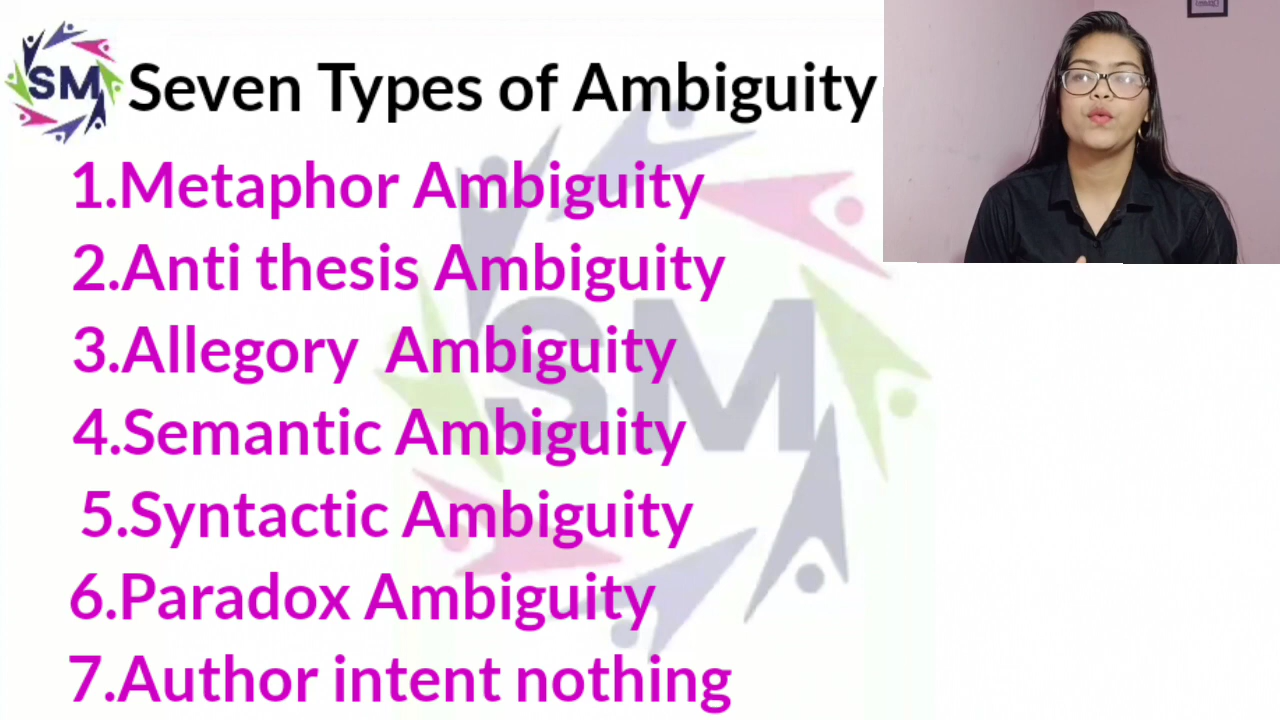 SM
Seven Types of Ambiguity
1.Metaphor Ambiguity
2.Anti thesis Ambiguity
3.Allegory Ambiguity
4.Semantic Ambiguity
5.Syntactic Ambiguity
6.Paradox Ambiguity
7.Author intent nothing
SM